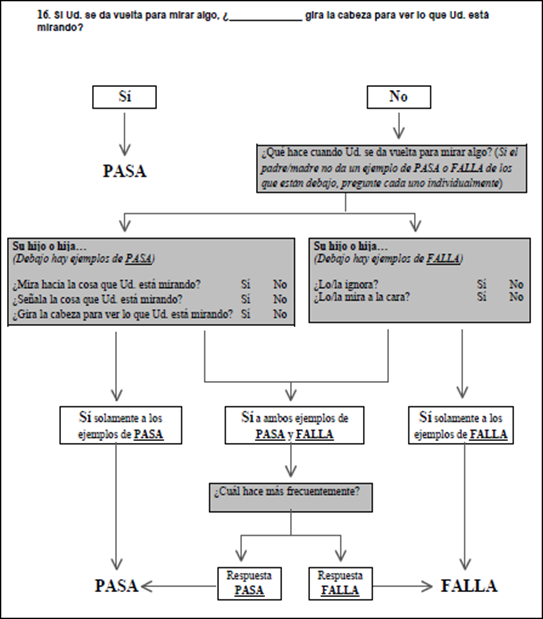 16. Si Ud. se da vuelta para mirar algo, ¿____________ gira la cabeza para ver lo que Ud. está
mirando?
Sí
No
PASA
¿Qué hace cuando Ud. se da vuelta para mirar algo? (Si el
padre/madre no da un ejemplo de PASA o FALLA de los
que están debajo, pregunte cada uno individualmente)
Su hijo o hija…
(Debajo hay ejemplos de PASA)
¿Mira hacia la cosa que Ud. está mirando? Sí No
¿Señala la cosa que Ud. está mirando? Sí No
¿Gira la cabeza para ver lo que Ud. está mirando? Sí No
Su hijo o hija…
(Debajo hay ejemplos de FALLA)
¿Lo/la ignora? Sí No
¿Lo/la mira a la cara? Sí No
Sí solamente a los
ejemplos de PASA
Sí a ambos ejemplos de
PASA y FALLA
Sí solamente a los
ejemplos de FALLA
¿Cuál hace más frecuentemente?
PASA
Respuesta
PASA
Respuesta
FALLA
FALLA